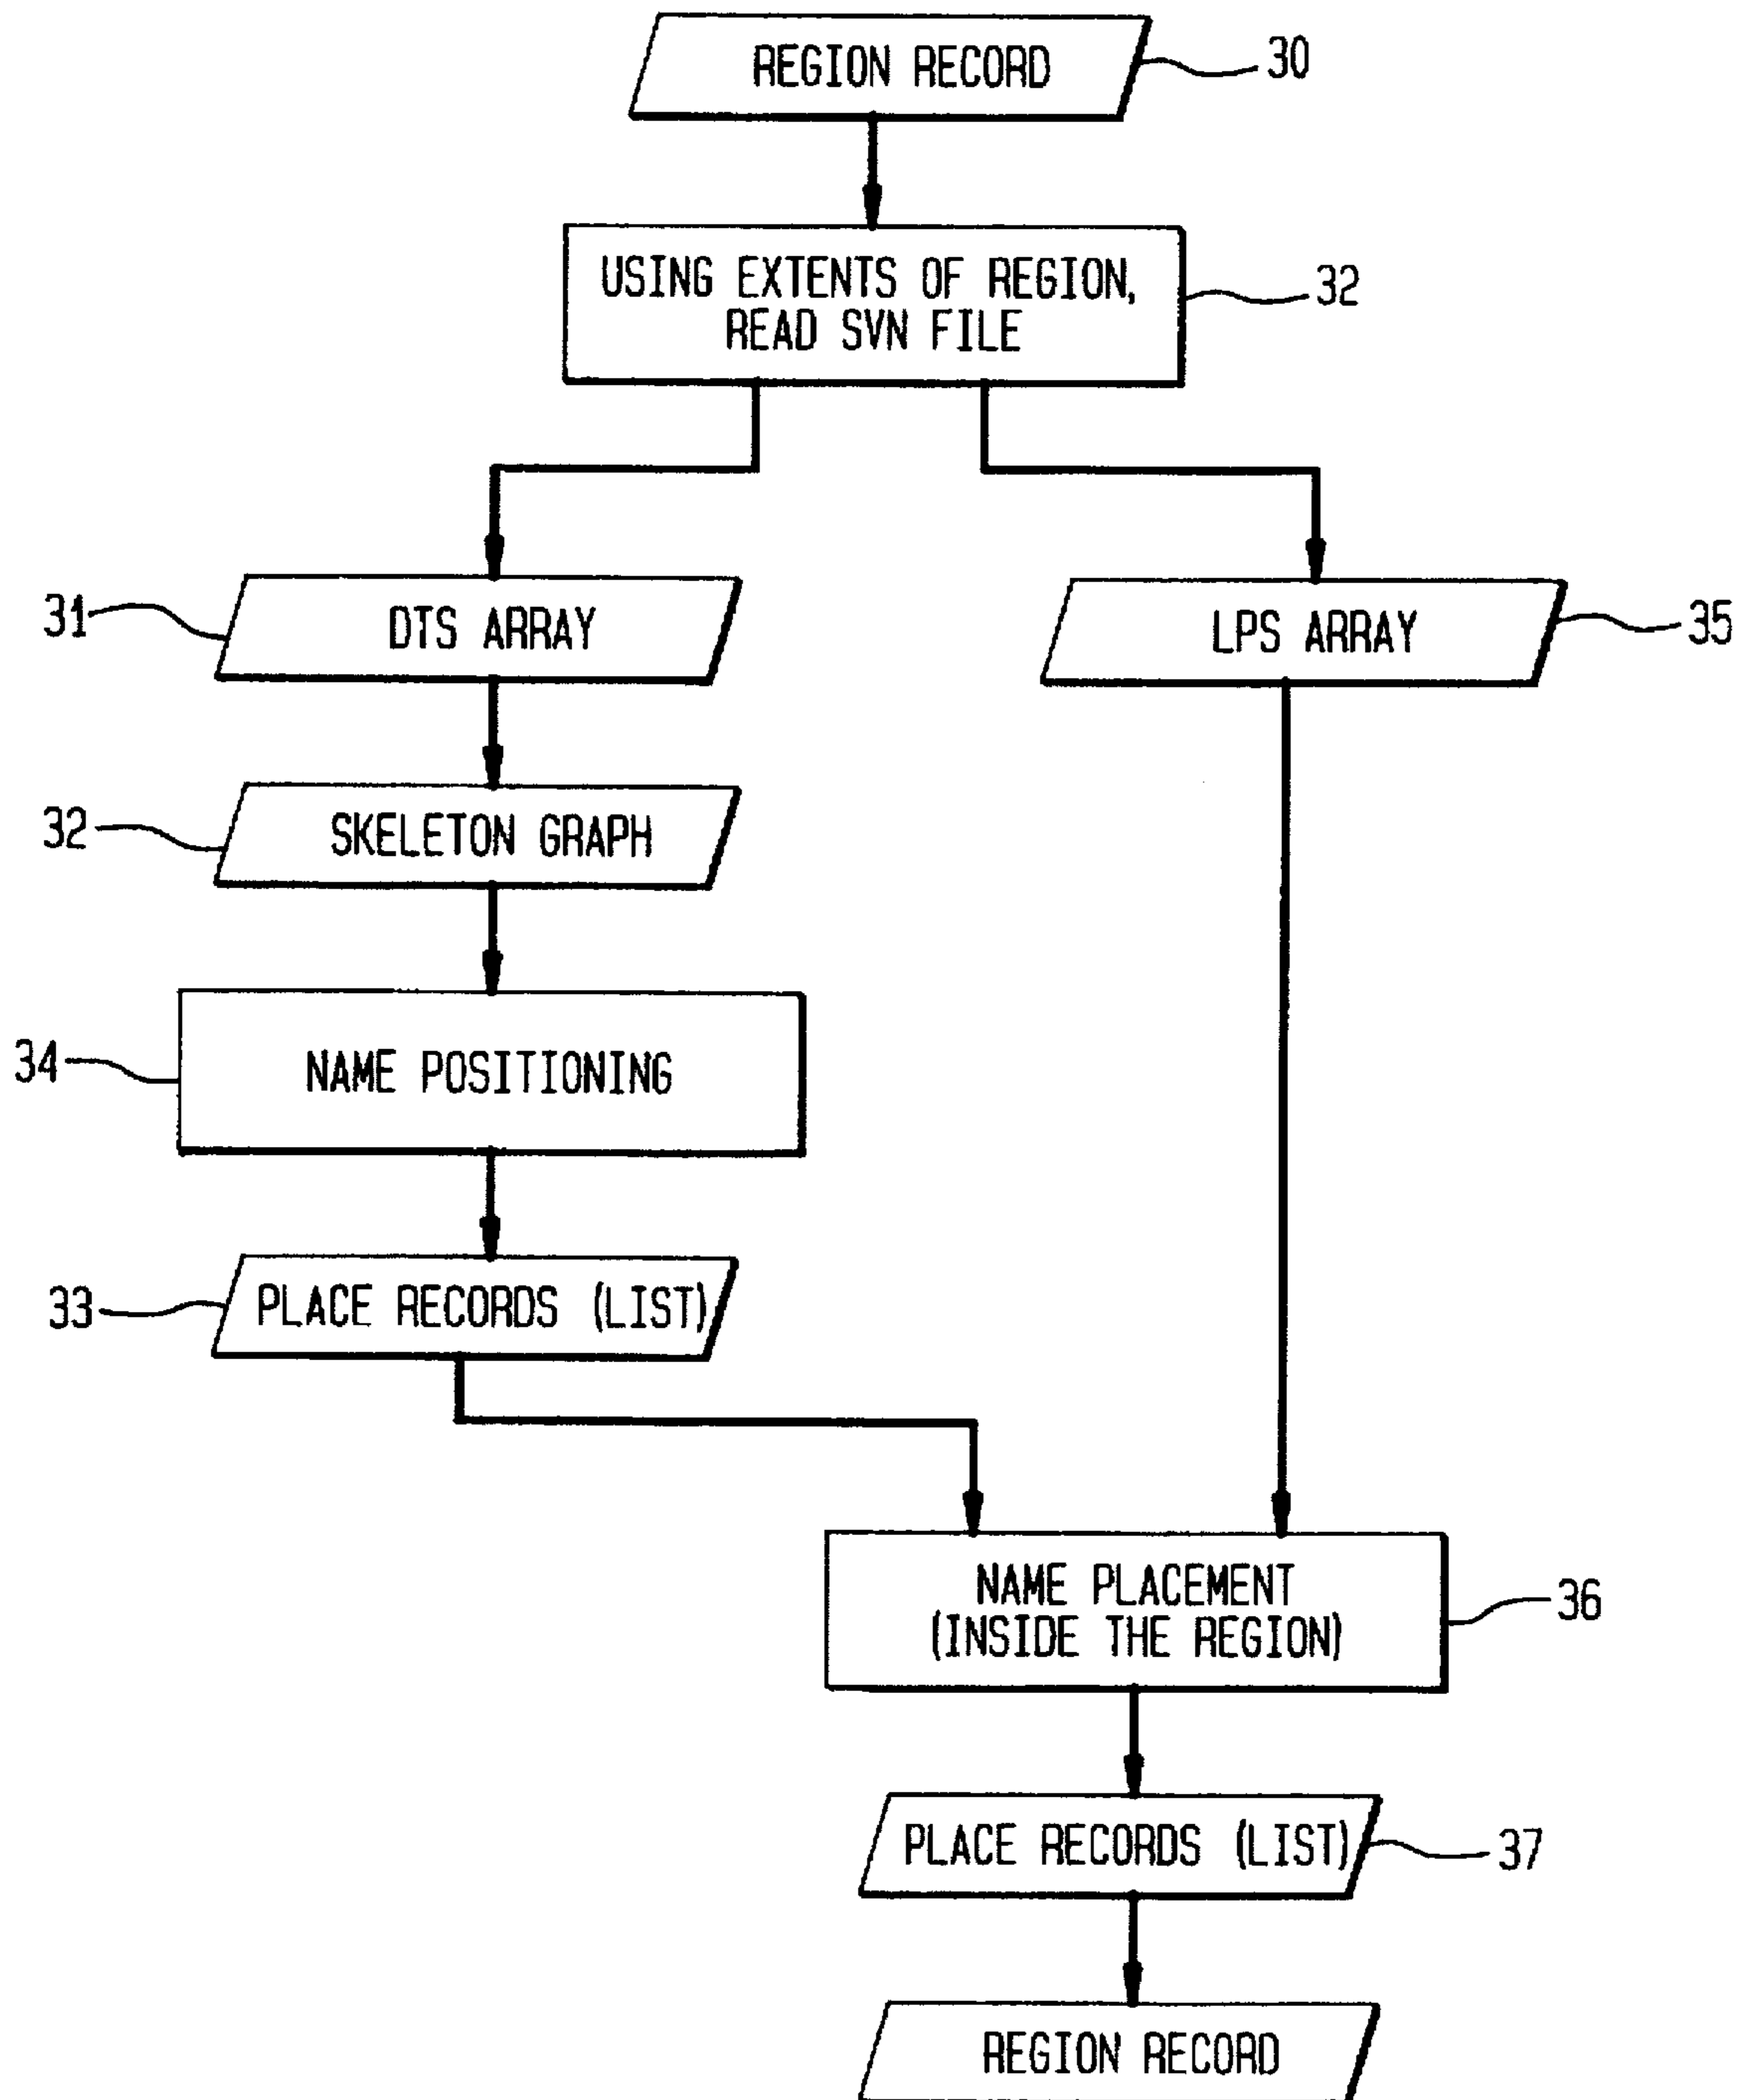 REGION RECORD
30
USING EXTENTS OF REGION,
READ SVN FILE
32
31
DTS ARRAY
LPS ARRAY
35
32
SKELETON GRAPH
34
NAME POSITIONING
33
PLACE RECORDS (LIST)
NAME PLACEMENT
(INSIDE THE REGION)
36
PLACE RECORDS (LIST)
37
REGION RECORD